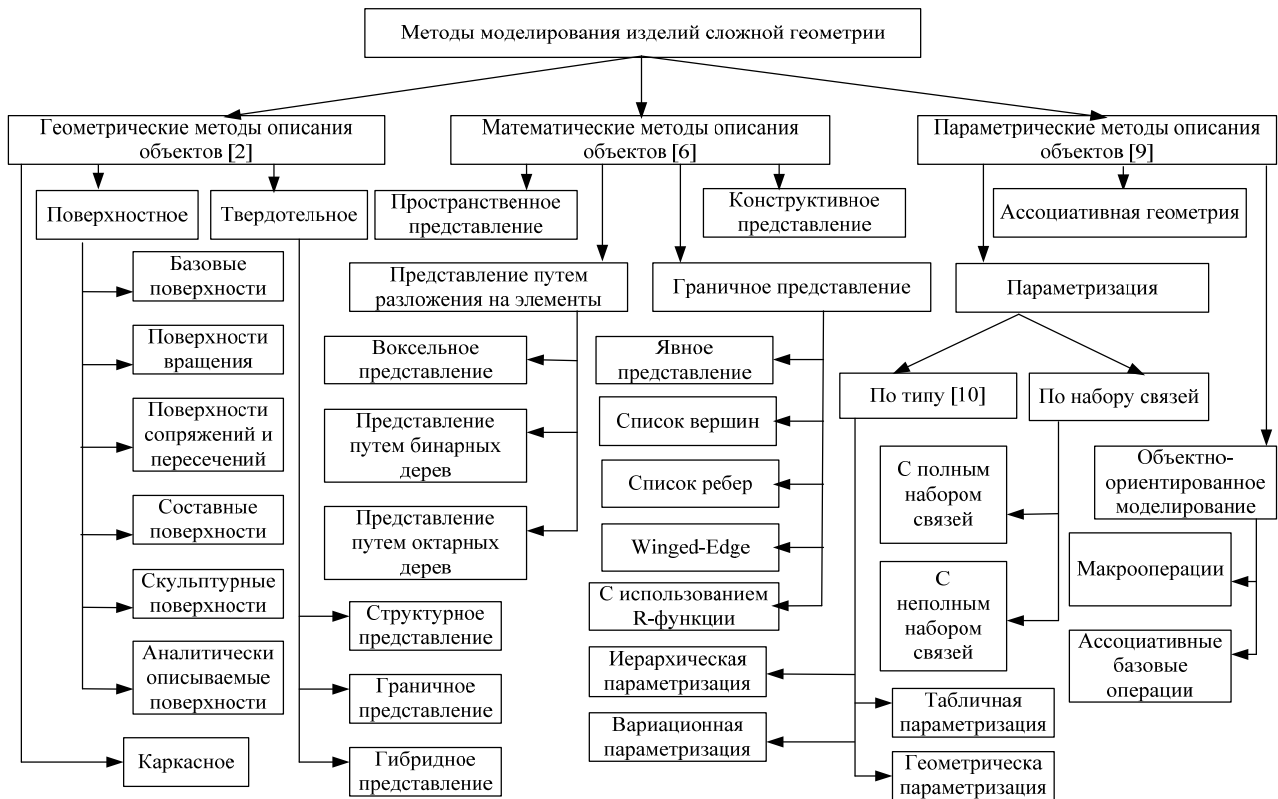 Методы моделирования изделий сложной геометрии
Геометрические методы описания
объектов [2]
Математические методы описания
объектов [6]
Параметрические методы описания
объектов [9]
Поверхностное
Твердотельное
Пространственное
представление
Конструктивное
представление
Ассоциативная геометрия
Базовые
поверхности
Представление путем
разложения на элементы
Граничное представление
Параметризация
Поверхности
вращения
Воксельное
представление
Явное
представление
По типу [10]
По набору связей
Поверхности
сопряжений и
пересечений
Представление
путем бинарных
дерев
Список вершин
С полным
набором
связей
Объектно-
ориентированное
моделирование
Список ребер
Составные
поверхности
Представление
путем октарных
дерев
Winged-Edge
Макрооперации
Скульптурные
поверхности
С использованием
R-функции
С
неполным
набором
связей
Структурное
представление
Ассоциативные
базовые
операции
Аналитически
описываемые
поверхности
Иерархическая
параметризация
Граничное
представление
Табличная
параметризация
Вариационная
параметризация
Каркасное
Гибридное
представление
Геометрическа
параметризация